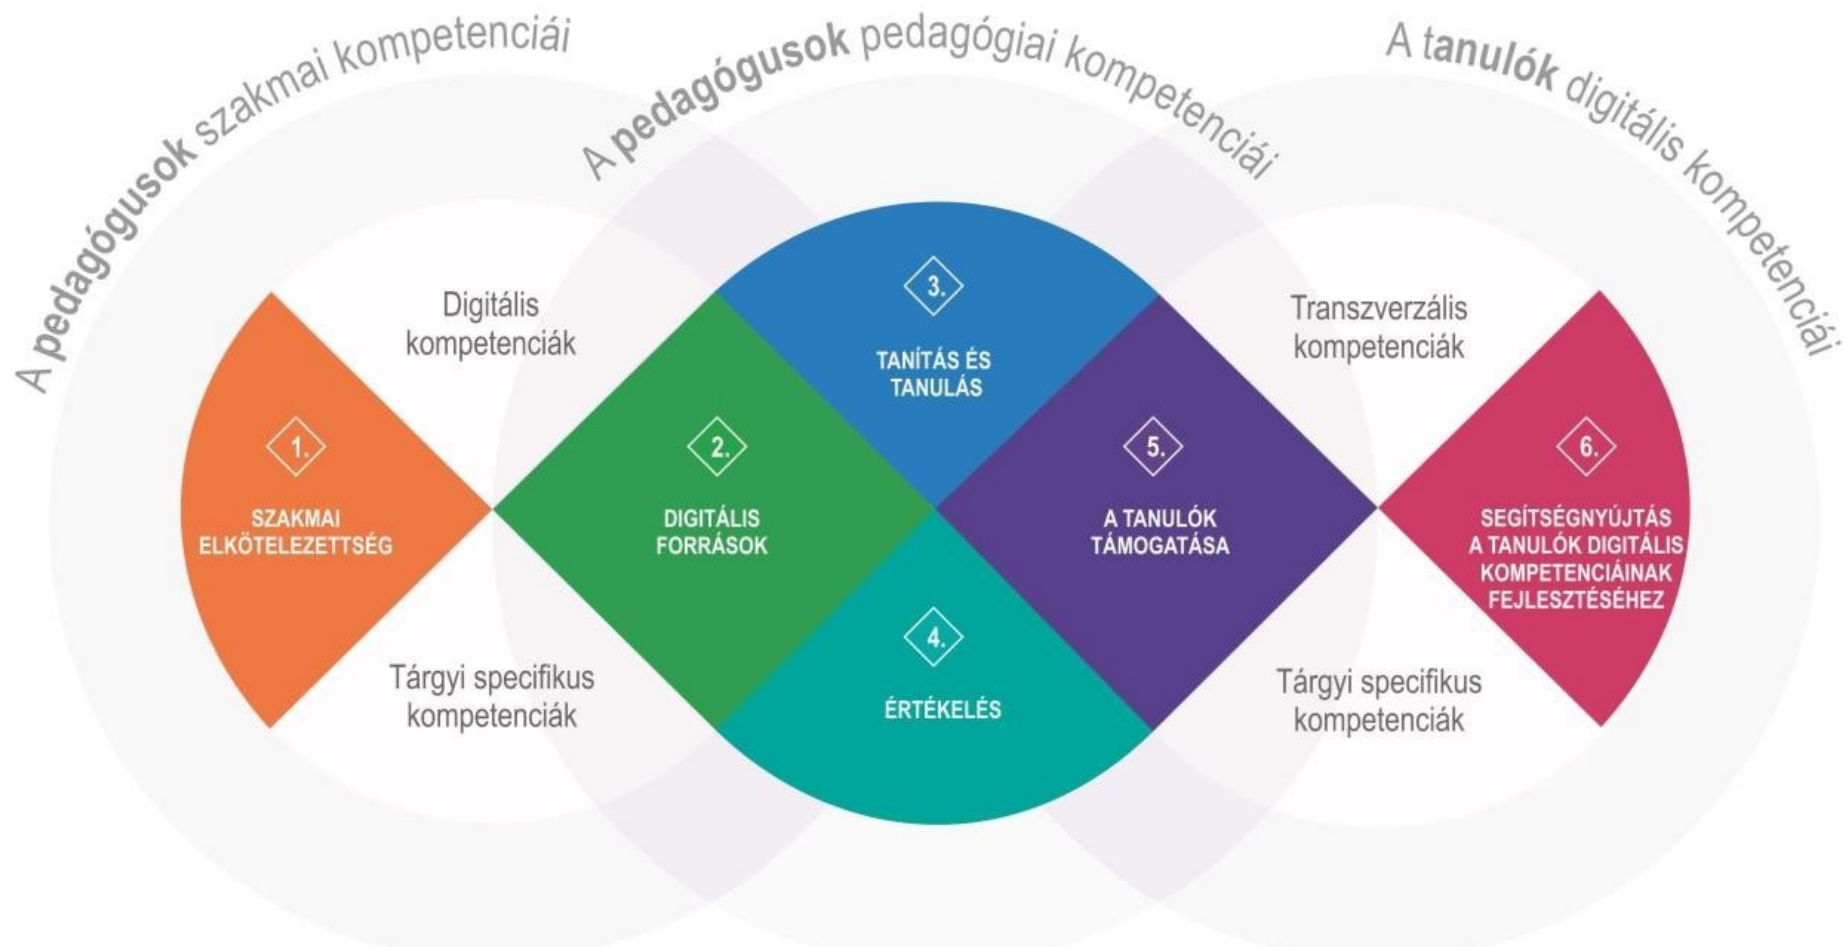 A pedagógusok szakmai kompetenciái
A pedagógusok pedagógiai kompetenciái
A tanulók digitális kompetenciái
Digitális
kompetenciák
Tárgyi specifikus
kompetenciák
1.
SZAKMAI
ELKÖTELEZETTSÉG
2.
DIGITÁLIS
FORRÁSOK
3.
TANÍTÁS ÉS
TANULÁS
4.
ÉRTÉKELÉS
5.
A TANULÓK
TÁMOGATÁSA
Transzverzális
kompetenciák
Tárgyi specifikus
kompetenciák
6.
SEGÍTSÉGNYÚJTÁS
A TANULÓK DIGITÁLIS
KOMPETENCIÁINAK
FEJLESZTÉSÉHEZ